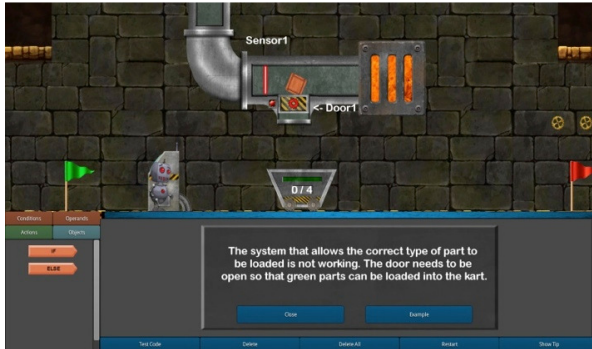 Sensor1
<- Door1
0 / 4
Conditions
Operands
Actions
Objects
IF
ELSE
The system that allows the correct type of part to
be loaded is not working. The door needs to be
open so that green parts can be loaded into the kart.
Close
Example
Test Code
Delete
Delete All
Restart
Show Tip